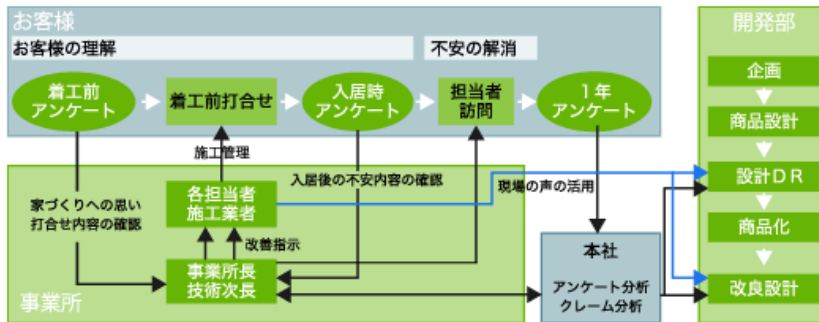 お客様
お客様の理解
不安の解消
着工前
アンケート
着工前打合せ
入居時
アンケート
担当者
訪問
1年
アンケート
施工管理
入居後の不安内容の確認
現場の声の活用
家づくりへの思い
打合せ内容の確認
各担当者
施工業者
改善指示
事業所長
技術次長
事業所
本社
アンケート分析
クレーム分析
開発部
企画
商品設計
設計DR
商品化
改良設計